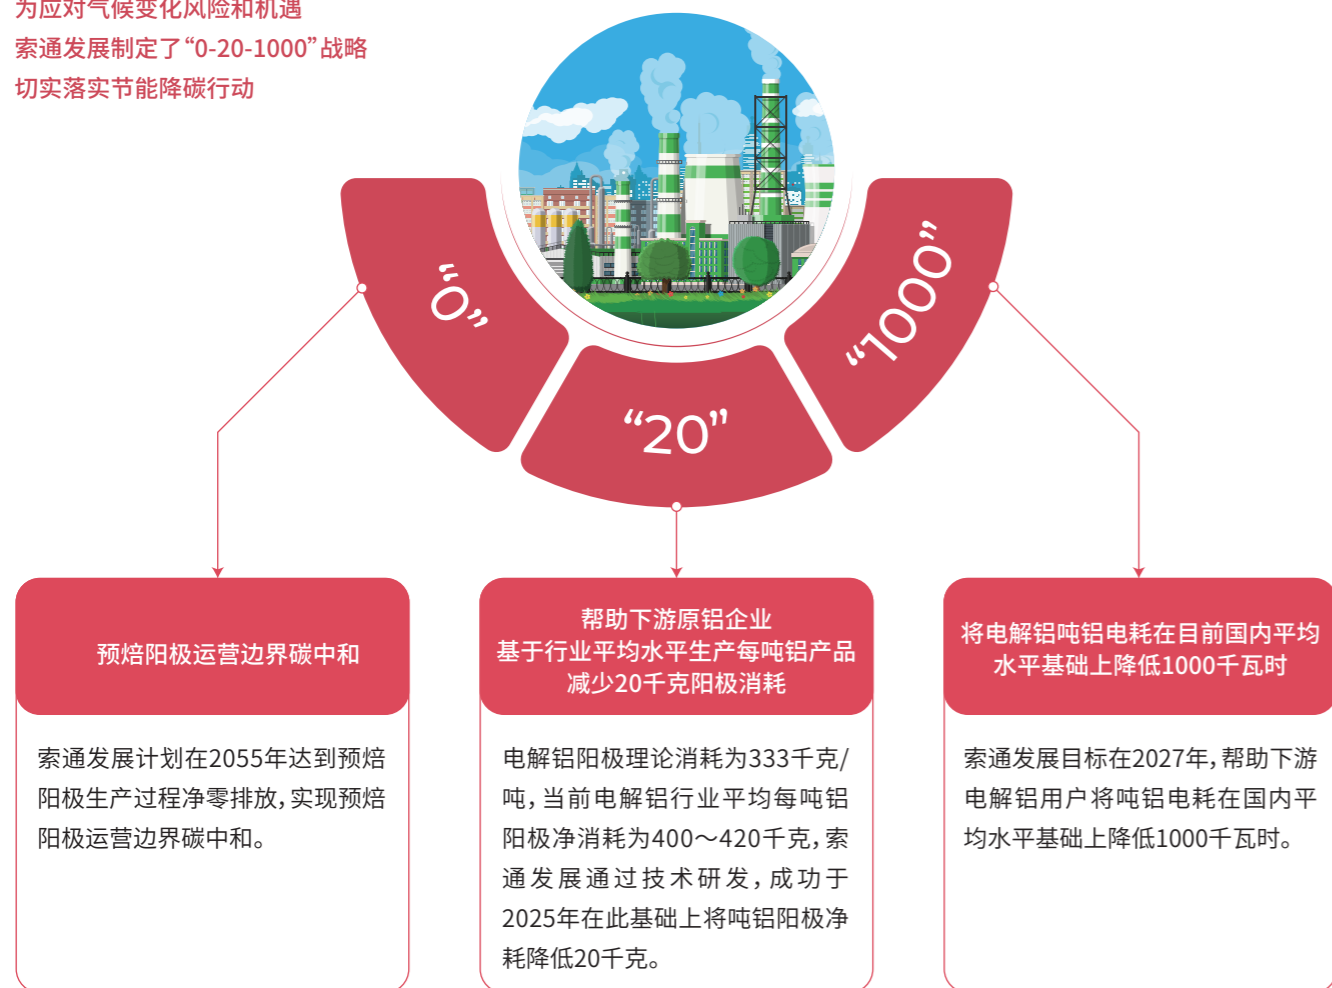 为应对气候变化风险和机遇
索通发展制定了“0-20-1000”战略
切实落实节能降碳行动
“0”
“20”
“1000”
预焙阳极运营边界碳中和
索通发展计划在2055年达到预焙
阳极生产过程净零排放,实现预焙
阳极运营边界碳中和。
帮助下游原铝企业
基于行业平均水平生产每吨铝产品
减少20千克阳极消耗
电解铝阳极理论消耗为333千克/
吨,当前电解铝行业平均每吨铝
阳极净消耗为400～420千克,索
通发展通过技术研发,成功于
2025年在此基础上将吨铝阳极净
耗降低20千克。
将电解铝吨铝电耗在目前国内平均
水平基础上降低1000千瓦时
索通发展目标在2027年,帮助下游
电解铝用户将吨铝电耗在国内平
均水平基础上降低1000千瓦时。